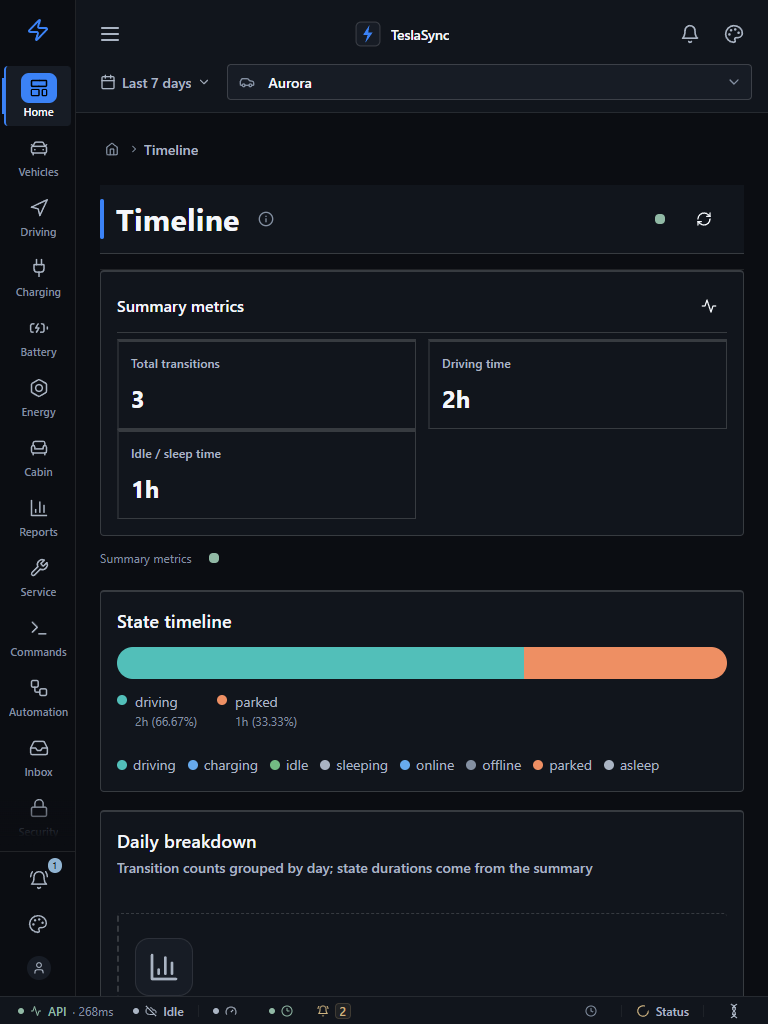 TeslaSync
Last 7 days
Aurora
Home
Vehicles
Driving
Charging
Battery
Energy
Cabin
Reports
Service
Commands
Automation
Inbox
Security
1
Timeline
Timeline
Summary metrics
Total transitions
3
Driving time
2h
Idle / sleep time
1h
Summary metrics
State timeline
driving
2h (66.67%)
parked
1h (33.33%)
driving charging idle sleeping online offline parked asleep
Daily breakdown
Transition counts grouped by day; state durations come from the summary
API · 268ms Idle 2 Status